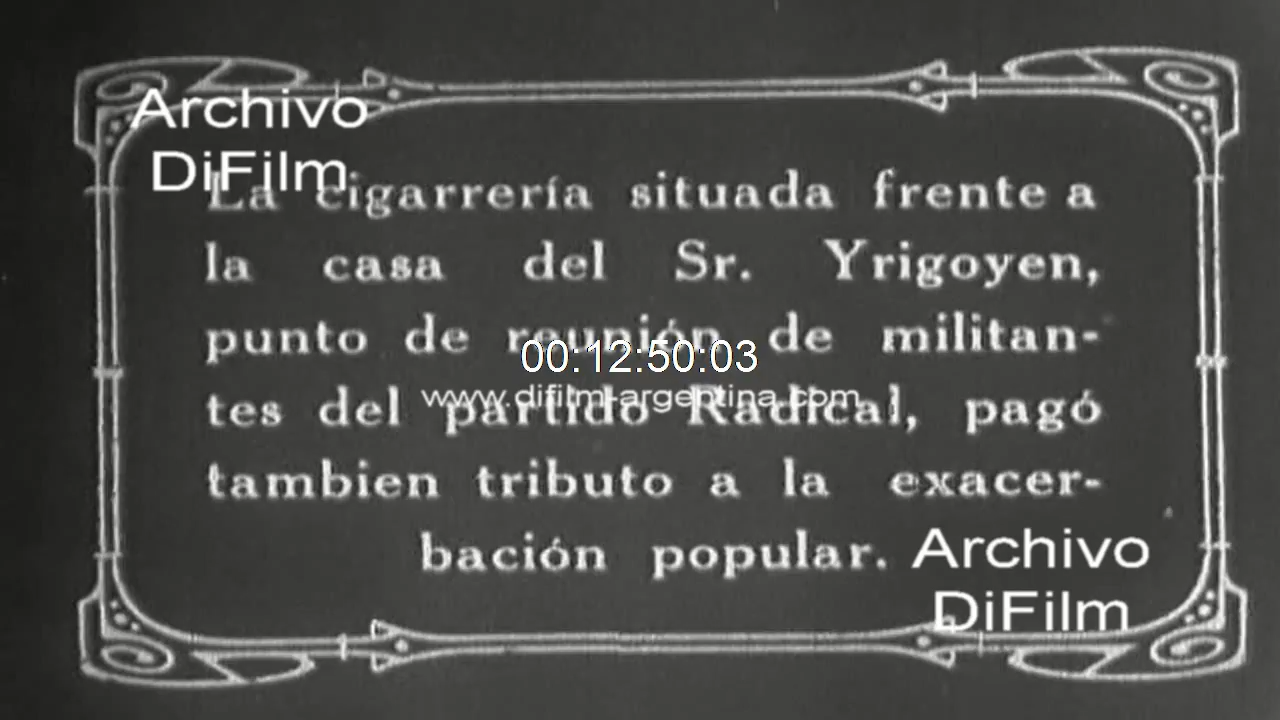 Archivo
DiFilm
La cigarrería situada frente a
la casa del Sr. Yrigoyen,
punto de reunión de militan-
00:12:50:03
www.difilm-argentina.com
tes del partido Radical, pagó
tambien tributo a la exacer-
bación popular.
Archivo
DiFilm